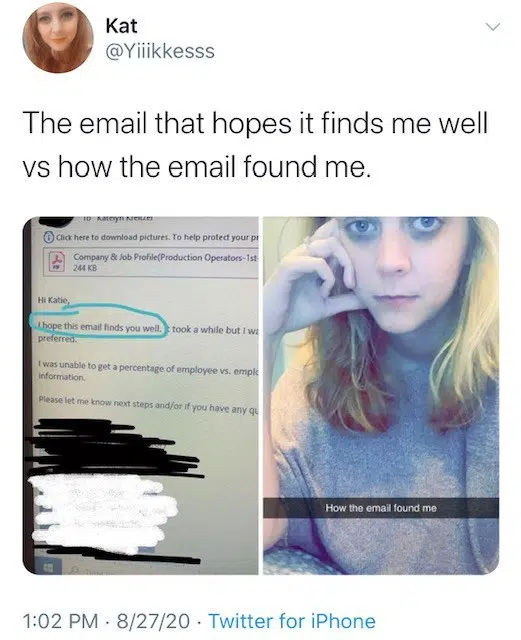 Kat
@Yiiikkesss
The email that hopes it finds me well
vs how the email found me.
To
Click here to download pictures. To help protect your pr
Company & Job Profile(Production Operators-1st
244 KB
Hi Katie,
I hope this email finds you well. It took a while but I wa
preferred.
I was unable to get a percentage of employee vs. emplo
information.
Please let me know next steps and/or if you have any qu
How the email found me
1:02 PM · 8/27/20 · Twitter for iPhone